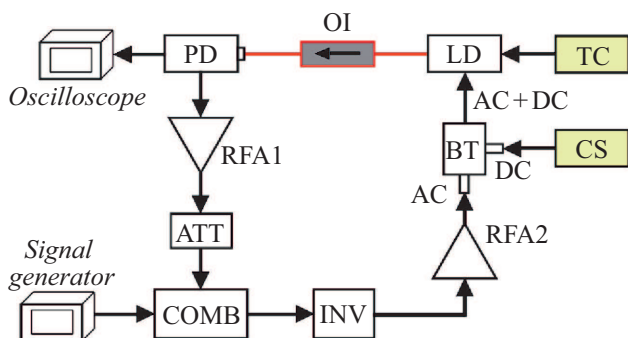 OI
PD
LD
TC
Oscilloscope
AC + DC
RFA1
BT
CS
DC
AC
ATT
RFA2
Signal
generator
COMB
INV